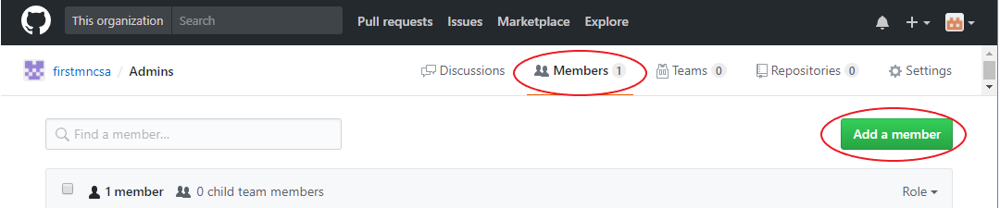 This organization Search Pull requests Issues Marketplace Explore
firstmncsa / Admins Discussions Members 1 Teams 0 Repositories 0 Settings
Find a member... Add a member
1 member 0 child team members Role